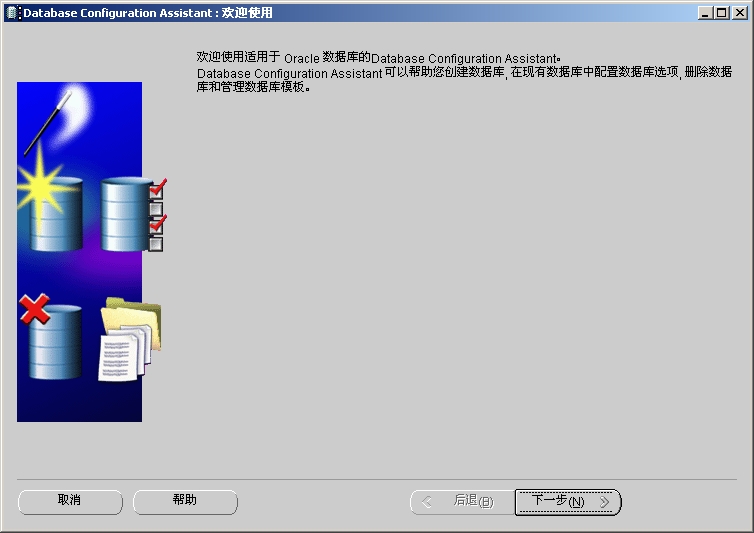 Database Configuration Assistant : 欢迎使用
欢迎使用适用于 Oracle 数据库的Database Configuration Assistant。
Database Configuration Assistant 可以帮助您创建数据库, 在现有数据库中配置数据库选项, 删除数据
库和管理数据库模板。
取消
帮助
后退(B)
下一步(N)